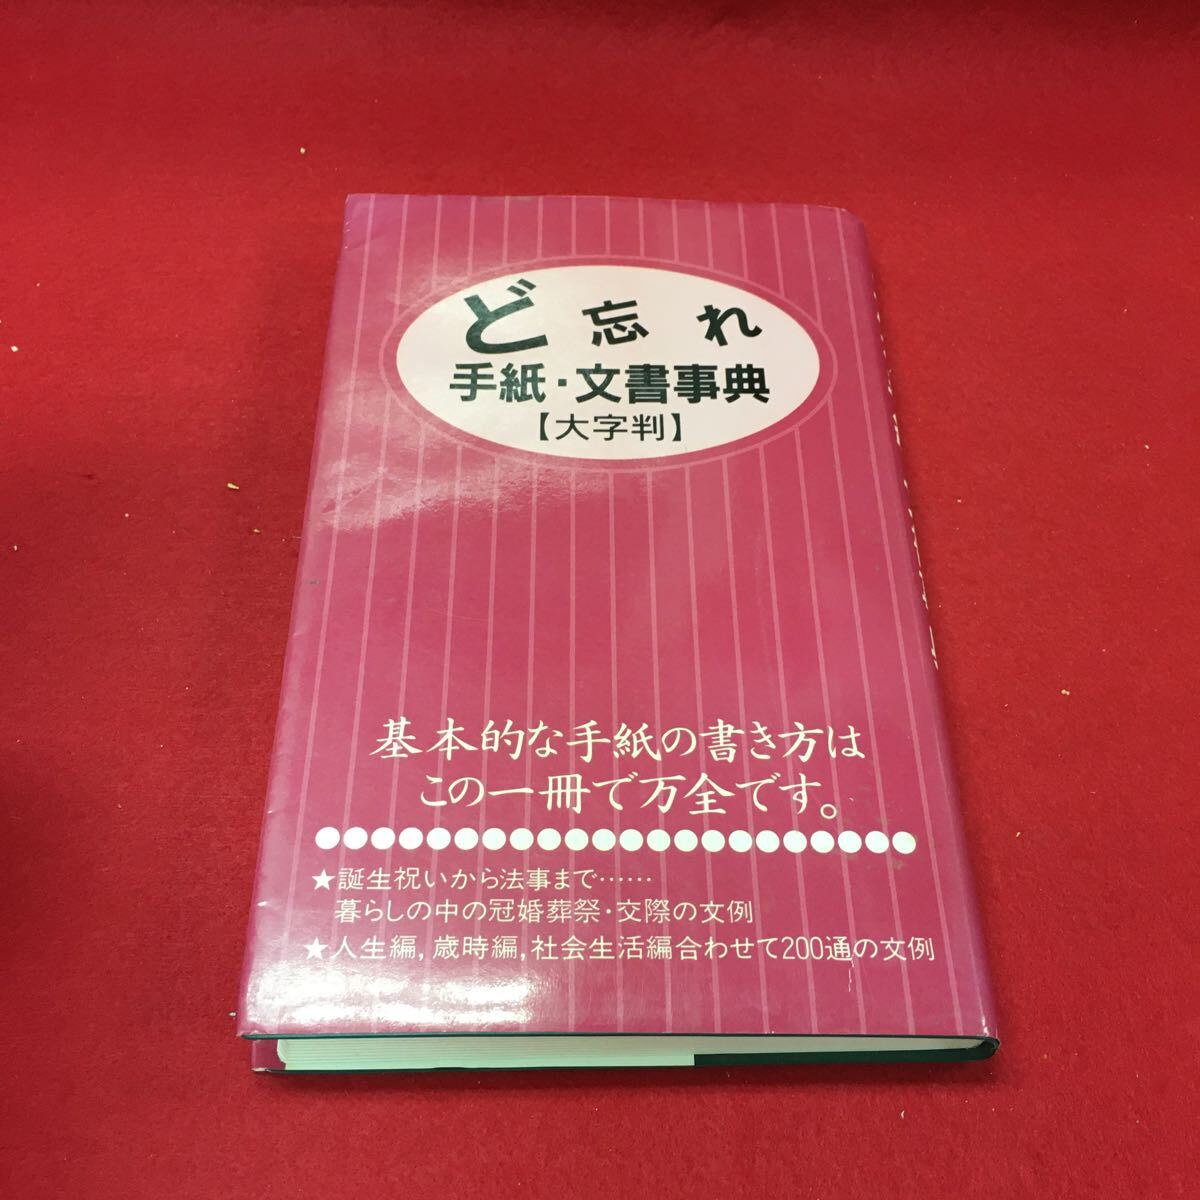 ど忘れ
手紙・文書事典
【大字判】
基本的な手紙の書き方は
この一冊で万全です。
★誕生祝いから法事まで……
暮らしの中の冠婚葬祭・交際の文例
★人生編,歳時編,社会生活編合わせて200通の文例